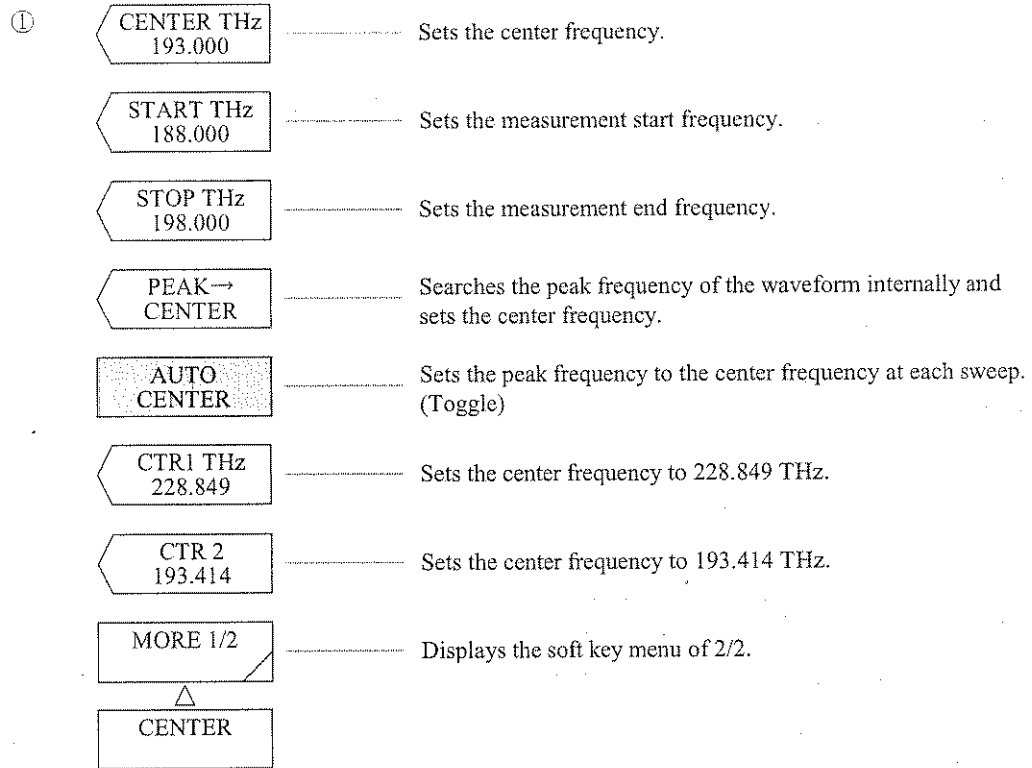 ①
CENTER THz
193.000
Sets the center frequency.
START THz
188.000
Sets the measurement start frequency.
STOP THz
198.000
Sets the measurement end frequency.
PEAK→
CENTER
Searches the peak frequency of the waveform internally and
sets the center frequency.
AUTO
CENTER
Sets the peak frequency to the center frequency at each sweep.
(Toggle)
CTR1 THz
228.849
Sets the center frequency to 228.849 THz.
CTR 2
193.414
Sets the center frequency to 193.414 THz.
MORE 1/2
Displays the soft key menu of 2/2.
CENTER